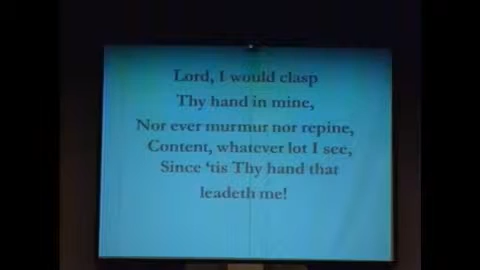 Lord, I would clasp
Thy hand in mine,
Nor ever murmur nor repine,
Content, whatever lot I see,
Since ‘tis Thy hand that
leadeth me!